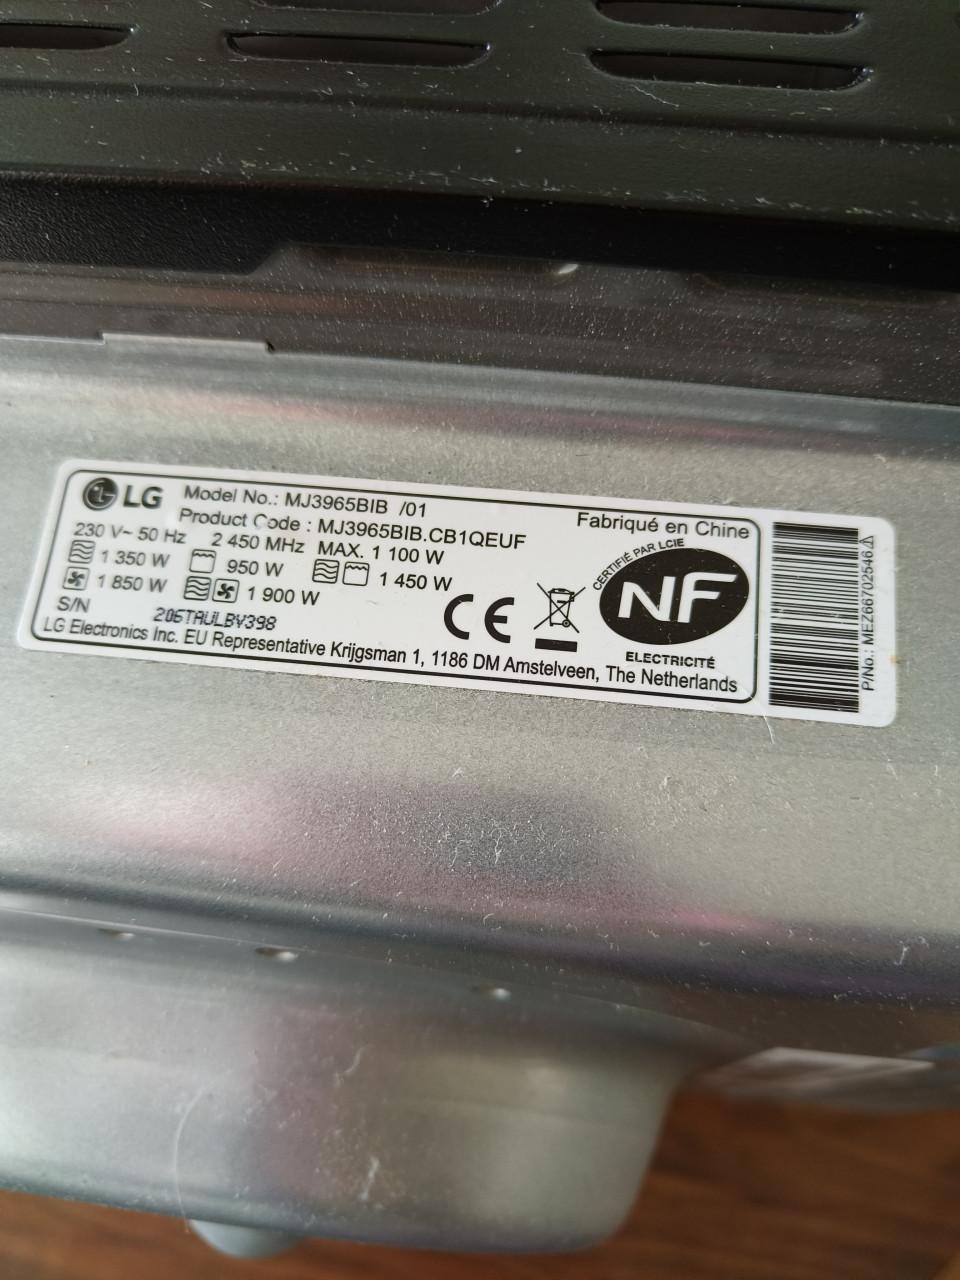 LG Model No.: MJ3965BIB /01
Product Code : MJ3965BIB.CB1QEUF
Fabriqué en Chine
230 V~ 50 Hz 2 450 MHz MAX. 1 100 W
1 350 W 950 W 1 450 W
1 850 W 1 900 W
S/N 206TAULBV398
LG Electronics Inc. EU Representative Krijgsman 1, 1186 DM Amstelveen, The Netherlands
CE
CERTIFIÉ PAR LCIE
NF
ELECTRICITÉ
P/No.: MEZ66702546